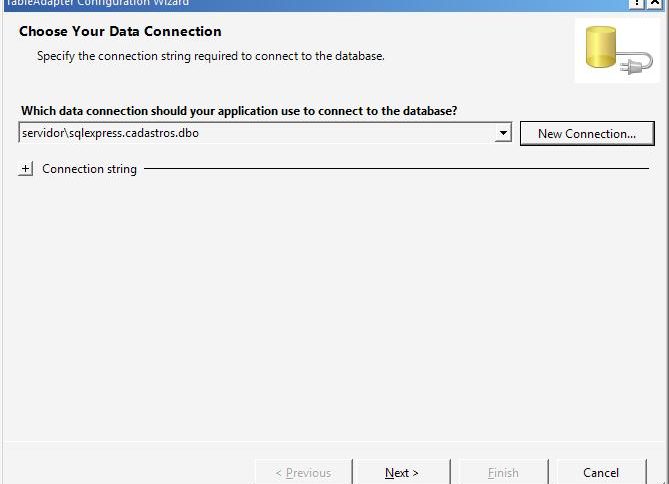 TableAdapter Configuration Wizard
Choose Your Data Connection
Specify the connection string required to connect to the database.
Which data connection should your application use to connect to the database?
servidor\sqlexpress.cadastros.dbo
New Connection...
+ Connection string
< Previous Next > Finish Cancel